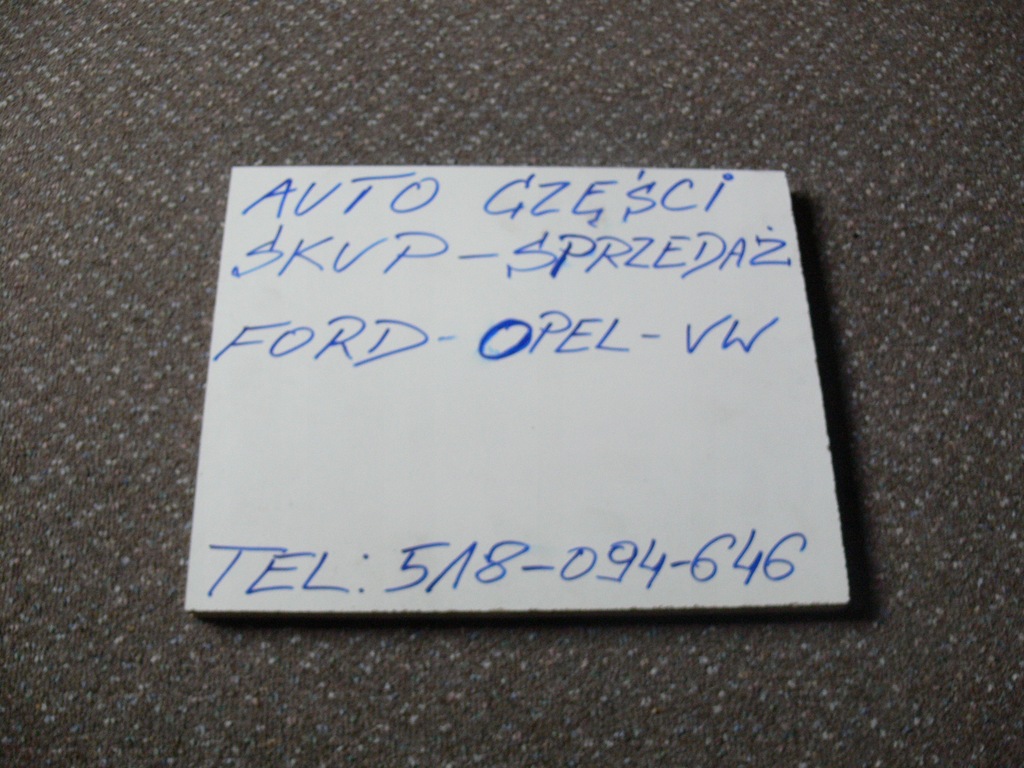 AUTO CZĘŚCI
SKUP - SPRZEDAŻ
FORD - OPEL - VW
TEL: 518-094-646